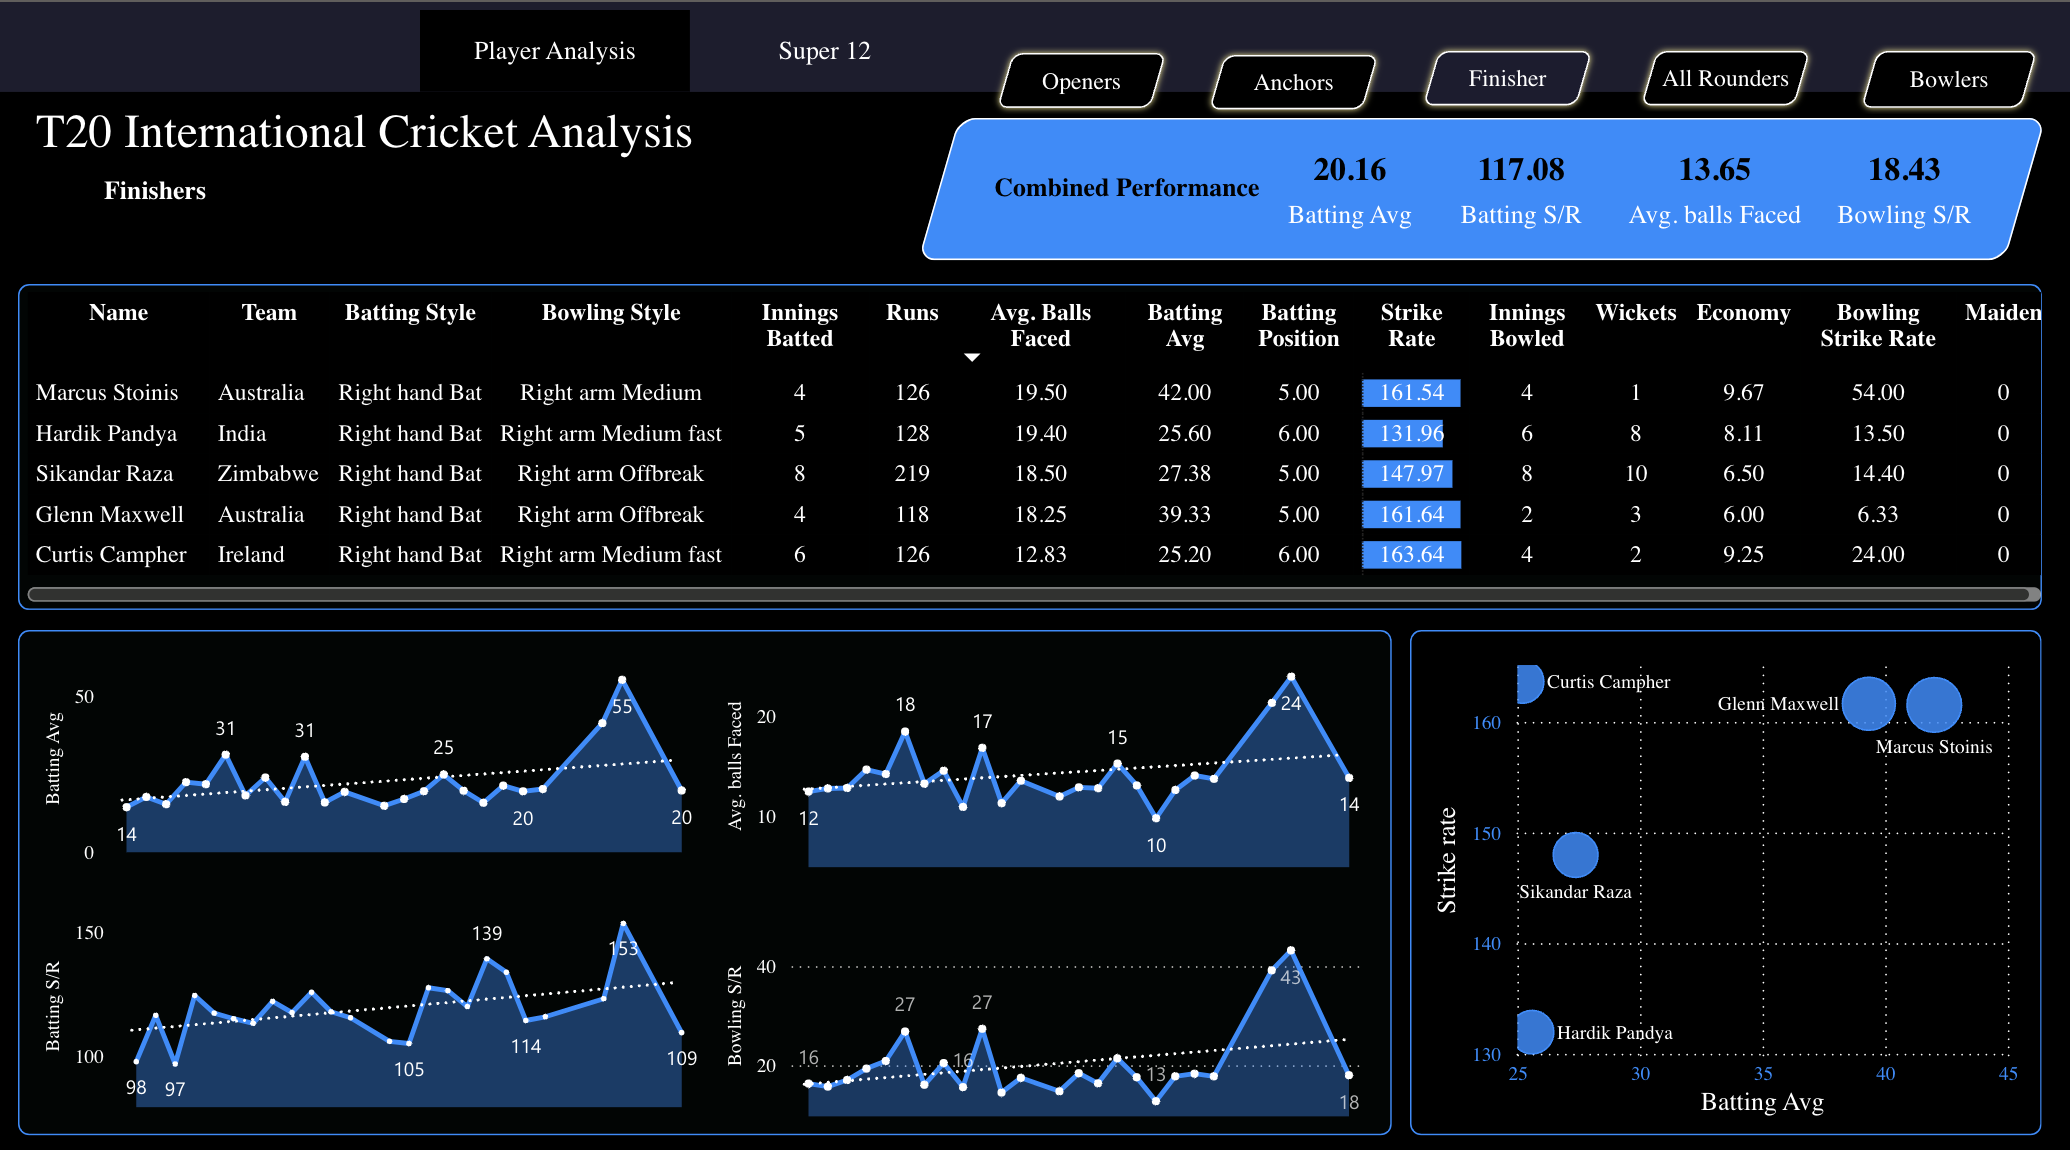 Player Analysis
Super 12
Openers
Anchors
Finisher
All Rounders
Bowlers
T20 International Cricket Analysis
Finishers
Combined Performance
20.16 117.08 13.65 18.43
Batting Avg Batting S/R Avg. balls Faced Bowling S/R
Name Team Batting Style Bowling Style Innings Runs Avg. Balls Batting Batting Strike Innings Wickets Economy Bowling Maiden
Batted Faced Avg Position Rate Bowled Strike Rate
Marcus Stoinis Australia Right hand Bat Right arm Medium 4 126 19.50 42.00 5.00 161.54 4 1 9.67 54.00 0
Hardik Pandya India Right hand Bat Right arm Medium fast 5 128 19.40 25.60 6.00 131.96 6 8 8.11 13.50 0
Sikandar Raza Zimbabwe Right hand Bat Right arm Offbreak 8 219 18.50 27.38 5.00 147.97 8 10 6.50 14.40 0
Glenn Maxwell Australia Right hand Bat Right arm Offbreak 4 118 18.25 39.33 5.00 161.64 2 3 6.00 6.33 0
Curtis Campher Ireland Right hand Bat Right arm Medium fast 6 126 12.83 25.20 6.00 163.64 4 2 9.25 24.00 0
Batting Avg
50
0
14
31
31
25
20
55
20
Avg. balls Faced
20
10
12
18
17
15
10
24
14
Batting S/R
150
100
98
97
105
139
114
153
109
Bowling S/R
40
20
16
27
16
27
13
43
18
Strike rate
160
150
140
130
Curtis Campher
Glenn Maxwell
Marcus Stoinis
Sikandar Raza
Hardik Pandya
25 30 35 40 45
Batting Avg